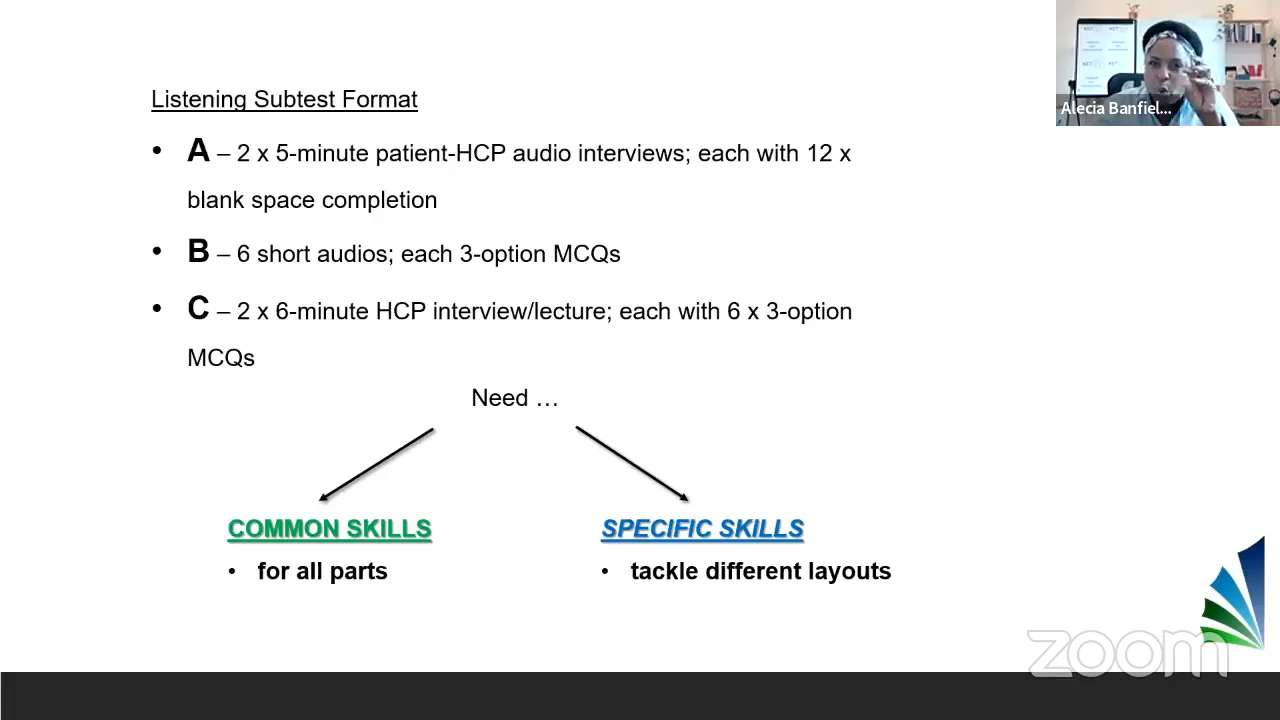 Listening Subtest Format
• A – 2 x 5-minute patient-HCP audio interviews; each with 12 x
blank space completion
• B – 6 short audios; each 3-option MCQs
• C – 2 x 6-minute HCP interview/lecture; each with 6 x 3-option
MCQs
Need …
COMMON SKILLS
• for all parts
SPECIFIC SKILLS
• tackle different layouts
Alecia Banfiel...
zoom